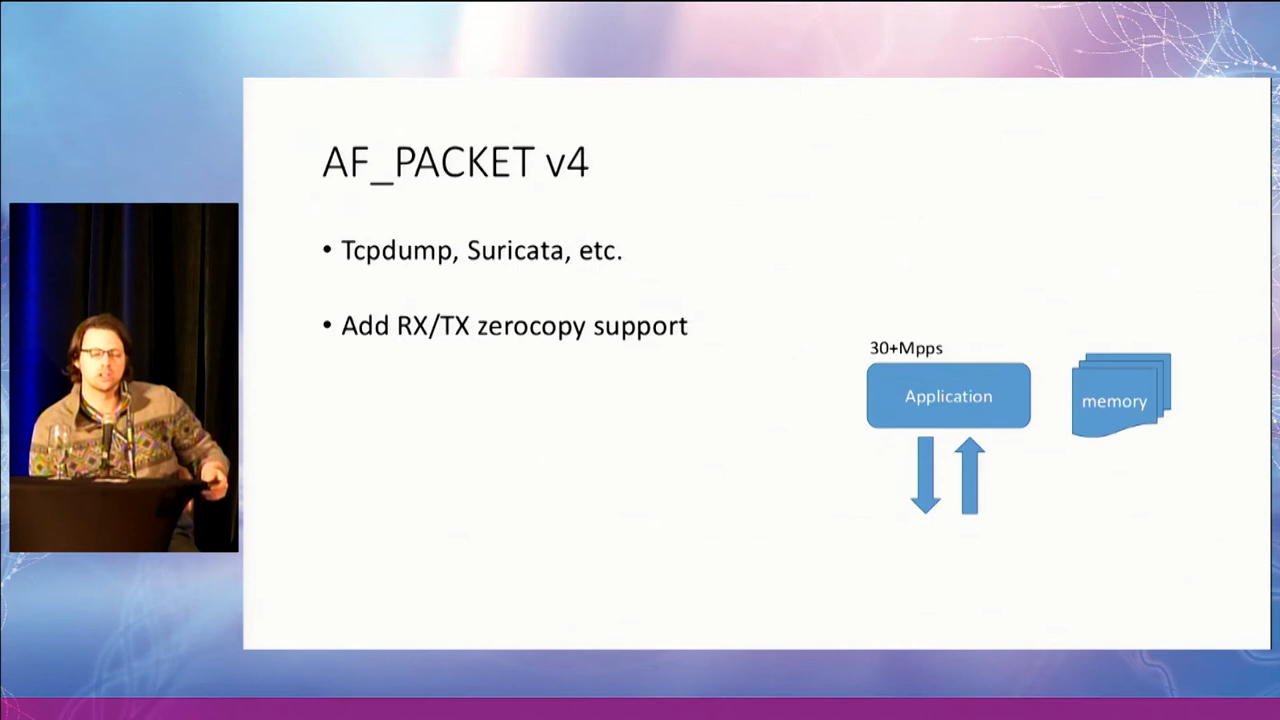 AF_PACKET v4
• Tcpdump, Suricata, etc.
• Add RX/TX zerocopy support
30+Mpps
Application
memory